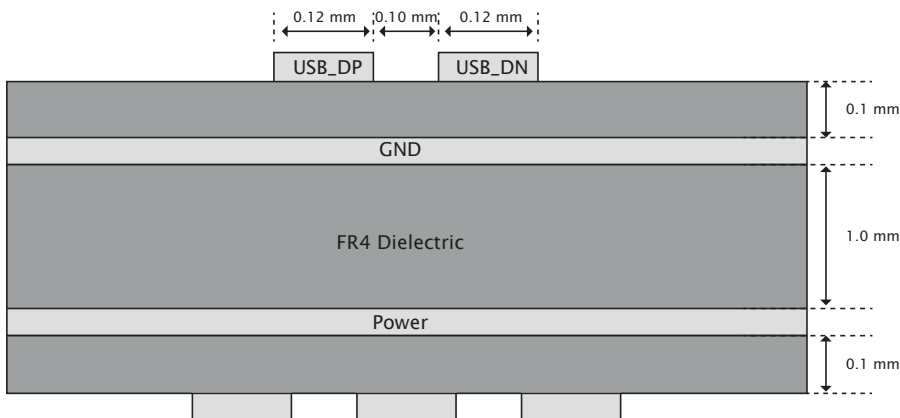 0.12 mm 0.10 mm 0.12 mm
USB_DP USB_DN
0.1 mm
GND
FR4 Dielectric
1.0 mm
Power
0.1 mm